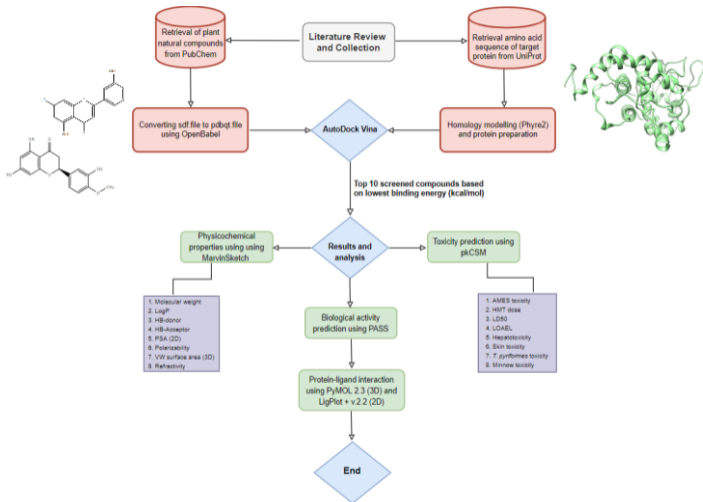 Retrieval of plant
natural compounds
from PubChem
Literature Review
and Collection
Retrieval amino acid
sequence of target
protein from UniProt
Converting sdf file to pdbqt file
using OpenBabel
AutoDock Vina
Homology modelling (Phyre2)
and protein preparation
Top 10 screened compounds based
on lowest binding energy (kcal/mol)
Physicochemical
properties using using
MarvinSketch
Results and
analysis
Toxicity prediction using
pkCSM
1. Molecular weight
2. LogP
3. HB-donor
4. HB-Acceptor
5. PSA (2D)
6. Polarizability
7. VW surface area (3D)
8. Refractivity
Biological activity
prediction using PASS
1. AMES toxicity
2. HMT dose
3. LD50
4. LOAEL
5. Hepatotoxicity
6. Skin toxicity
7. T. pyriformes toxicity
8. Minnow toxicity
Protein-ligand interaction
using PyMOL 2.3 (3D) and
LigPlot + v.2.2 (2D)
End